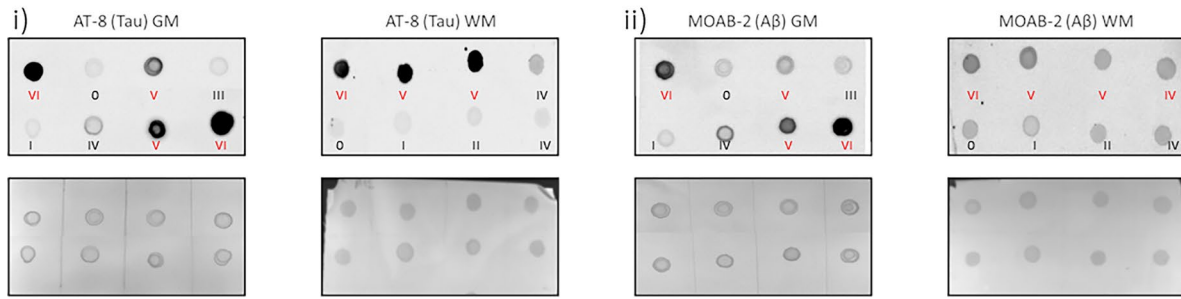 i)
AT-8 (Tau) GM
AT-8 (Tau) WM
ii)
MOAB-2 (Aβ) GM
MOAB-2 (Aβ) WM
VI 0 V III
I IV V VI
VI V V IV
0 I II IV
VI 0 V III
I IV V VI
VI V V IV
0 I II IV